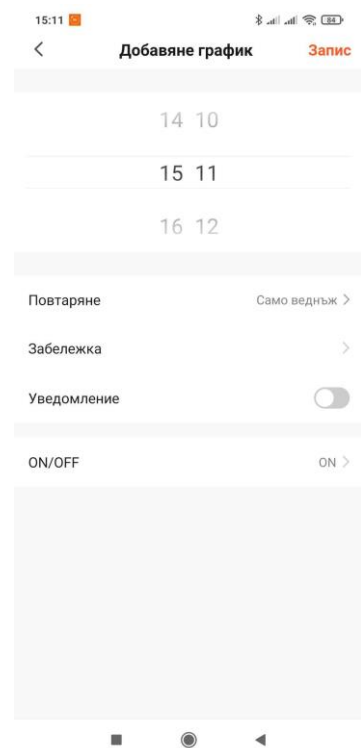 15:11 84
Добавяне график Запис
14 10
15 11
16 12
Повтаряне Само веднъж
Забележка
Уведомление
ON/OFF ON